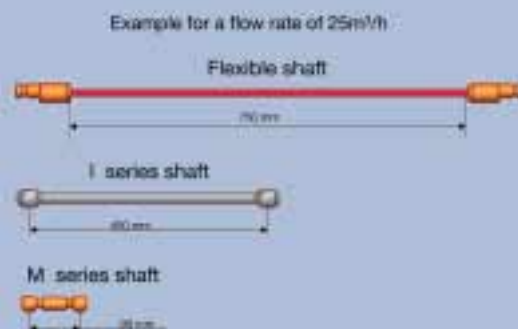 Example for a flow rate of 25m³/h
Flexible shaft
I series shaft
M series shaft